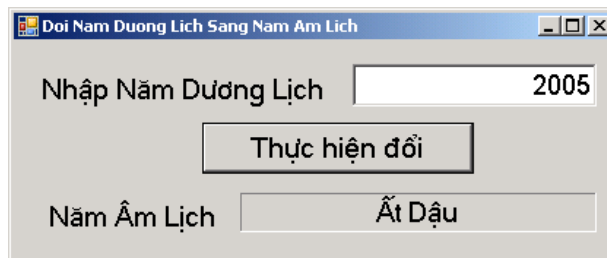 Doi Nam Duong Lich Sang Nam Am Lich
Nhập Năm Dương Lịch 2005
Thực hiện đổi
Năm Âm Lịch Ất Dậu